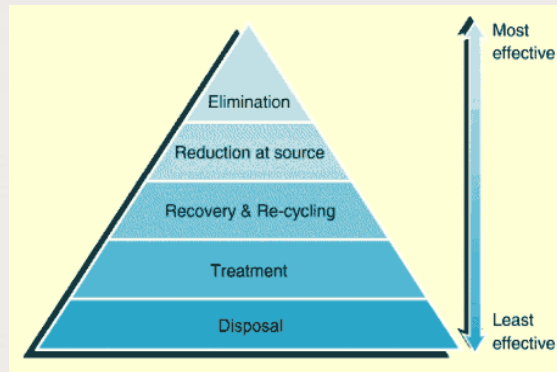 Most
effective
Elimination
Reduction at source
Recovery & Re-cycling
Treatment
Disposal
Least
effective